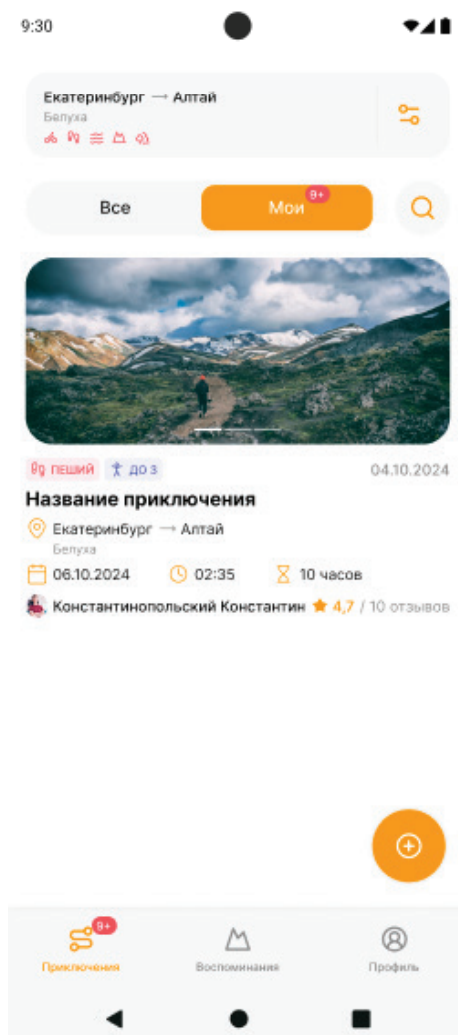 9:30
Екатеринбург → Алтай
Белуха
Все
Мои
9+
ПЕШИЙ
ДО 3
04.10.2024
Название приключения
Екатеринбург → Алтай
Белуха
06.10.2024
02:35
10 часов
Константинопольский Константин
4,7 / 10 отзывов
9+
Приключения
Воспоминания
Профиль